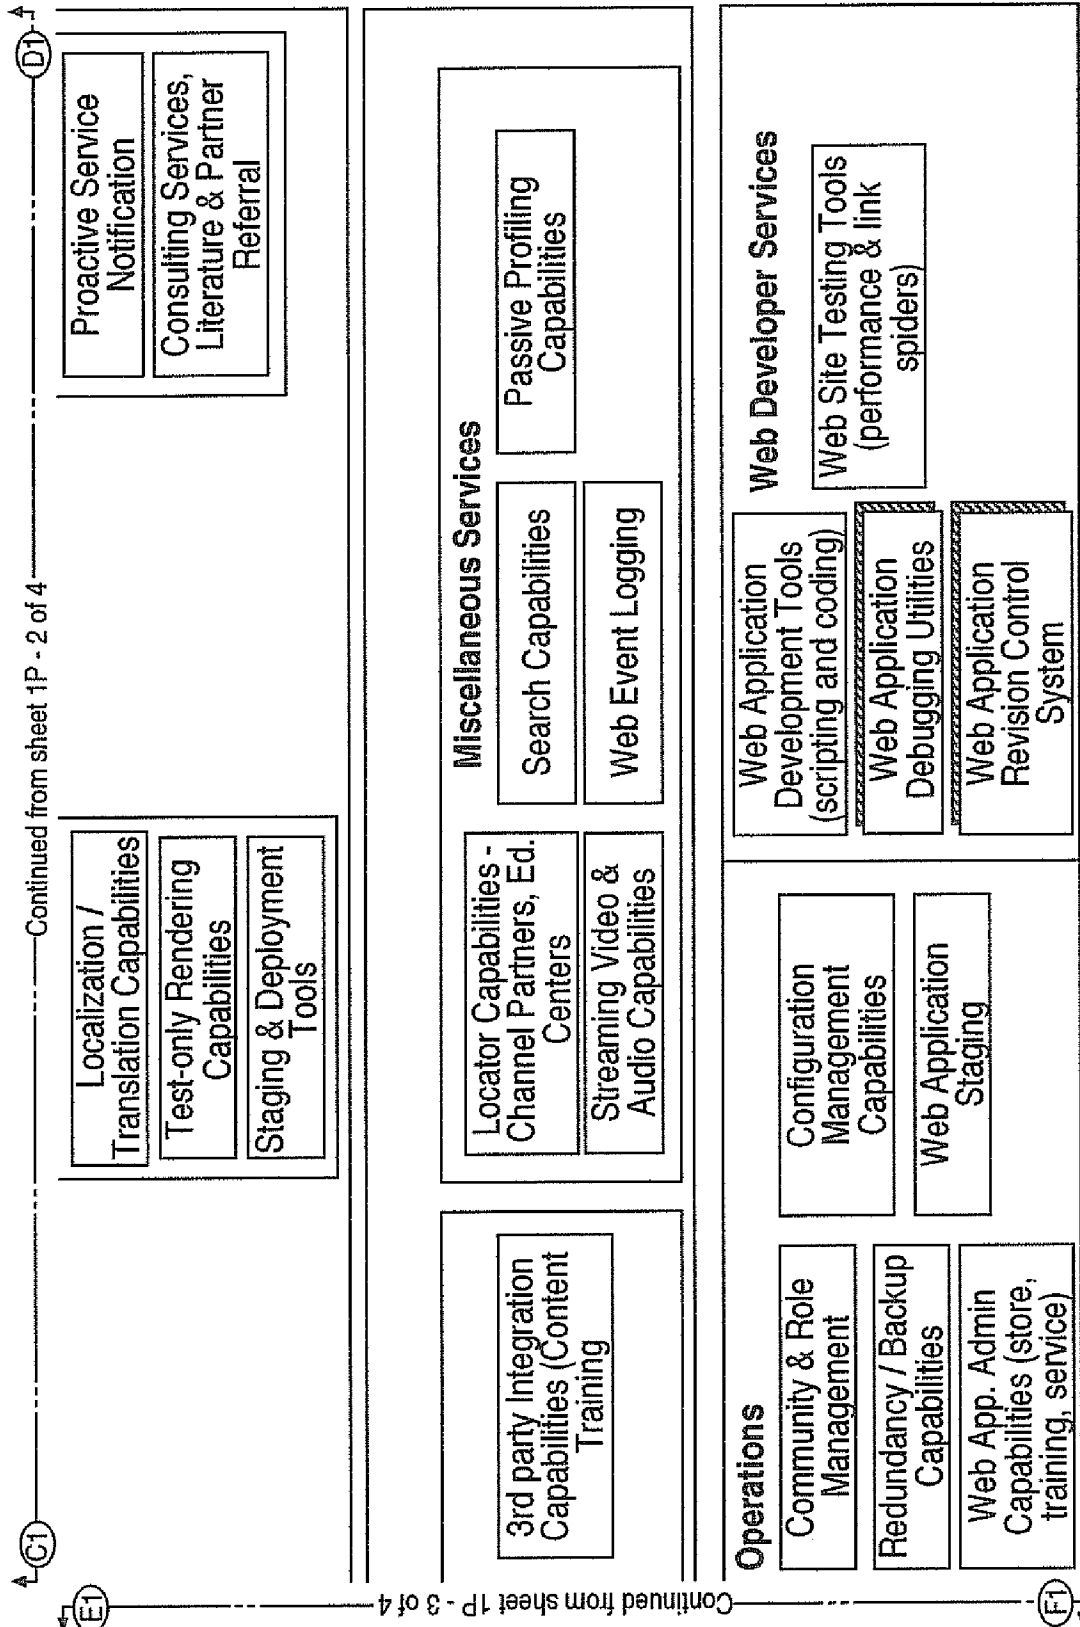 C1
Continued from sheet 1P - 2 of 4
D1
E1
Continued from sheet 1P - 3 of 4
F1
Localization /
Translation Capabilities
Test-only Rendering
Capabilities
Staging & Deployment
Tools
Proactive Service
Notification
Consulting Services,
Literature & Partner
Referral
3rd party Integration
Capabilities (Content
Training
Miscellaneous Services
Locator Capabilities -
Channel Partners, Ed.
Centers
Streaming Video &
Audio Capabilities
Search Capabilities
Web Event Logging
Passive Profiling
Capabilities
Operations
Community & Role
Management
Redundancy / Backup
Capabilities
Web App. Admin
Capabilities (store,
training, service)
Configuration
Management
Capabilities
Web Application
Staging
Web Developer Services
Web Application
Development Tools
(scripting and coding)
Web Application
Debugging Utilities
Web Application
Revision Control
System
Web Site Testing Tools
(performance & link
spiders)